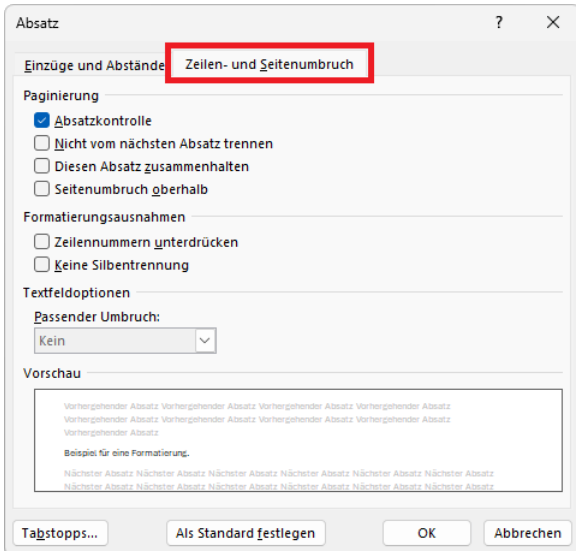 Absatz ?
Einzüge und Abstände Zeilen- und Seitenumbruch
Paginierung
Absatzkontrolle
Nicht vom nächsten Absatz trennen
Diesen Absatz zusammenhalten
Seitenumbruch oberhalb
Formatierungsausnahmen
Zeilennummern unterdrücken
Keine Silbentrennung
Textfeldoptionen
Passender Umbruch:
Kein
Vorschau
Vorhergehender Absatz Vorhergehender Absatz Vorhergehender Absatz Vorhergehender Absatz
Vorhergehender Absatz Vorhergehender Absatz Vorhergehender Absatz Vorhergehender Absatz
Vorhergehender Absatz
Beispiel für eine Formatierung.
Nächster Absatz Nächster Absatz Nächster Absatz Nächster Absatz Nächster Absatz Nächster Absatz
Nächster Absatz Nächster Absatz Nächster Absatz Nächster Absatz Nächster Absatz Nächster Absatz
Tabstopps... Als Standard festlegen OK Abbrechen